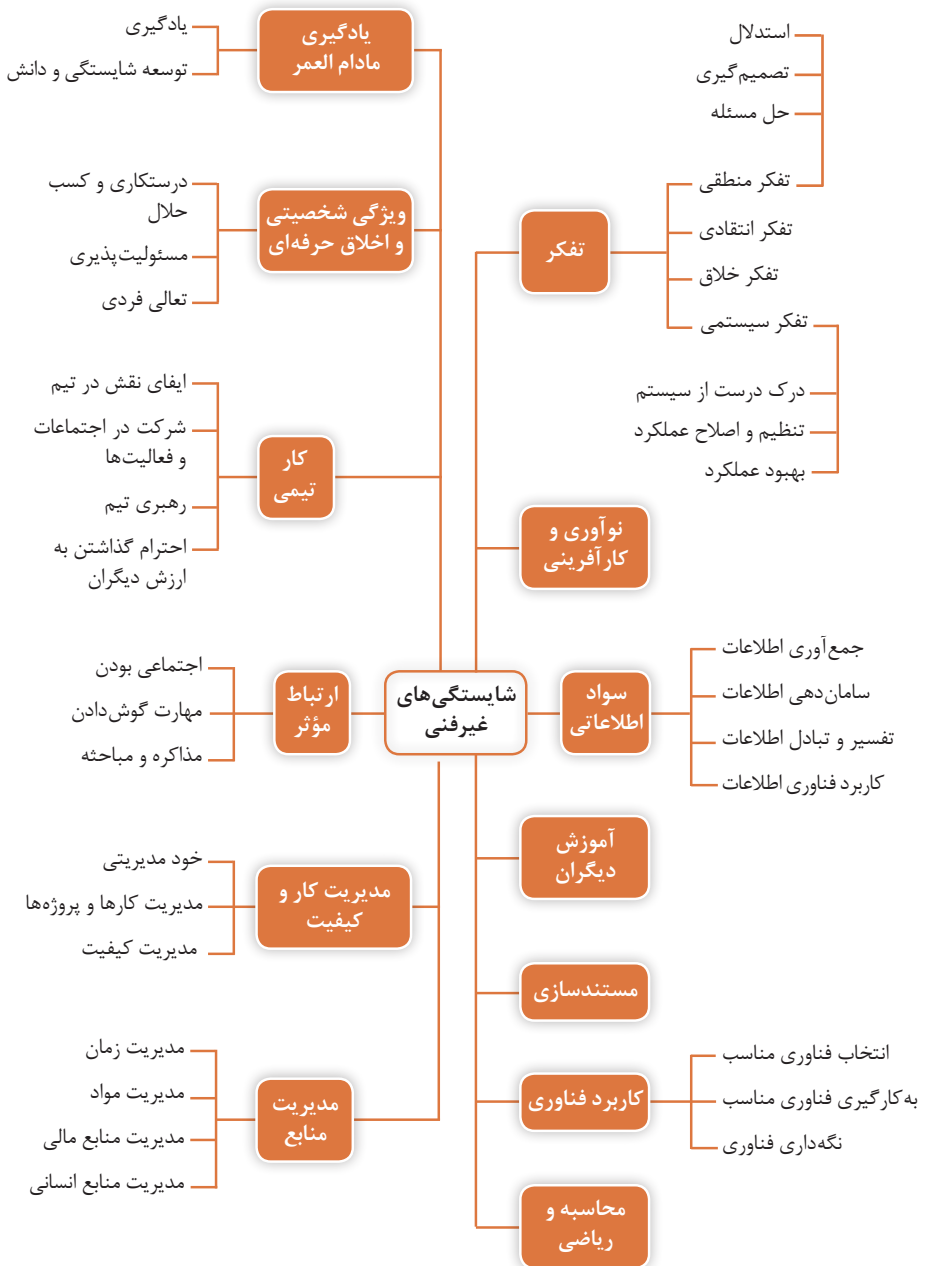 استدلال
تصمیم‌گیری
حل مسئله
تفکر منطقی
تفکر انتقادی
تفکر خلاق
تفکر سیستمی
تفکر
درک درست از سیستم
تنظیم و اصلاح عملکرد
بهبود عملکرد
نوآوری و
کارآفرینی
جمع‌آوری اطلاعات
سامان‌دهی اطلاعات
تفسیر و تبادل اطلاعات
کاربرد فناوری اطلاعات
سواد
اطلاعاتی
آموزش
دیگران
مستندسازی
انتخاب فناوری مناسب
به‌کارگیری فناوری مناسب
نگه‌داری فناوری
کاربرد فناوری
محاسبه و
ریاضی
شایستگی‌های
غیرفنی
یادگیری
مادام العمر
یادگیری
توسعه شایستگی و دانش
ویژگی شخصیتی
و اخلاق حرفه‌ای
درستکاری و کسب
حلال
مسئولیت‌پذیری
تعالی فردی
کار
تیمی
ایفای نقش در تیم
شرکت در اجتماعات
و فعالیت‌ها
رهبری تیم
احترام گذاشتن به
ارزش دیگران
ارتباط
مؤثر
اجتماعی بودن
مهارت گوش‌دادن
مذاکره و مباحثه
مدیریت کار و
کیفیت
خود مدیریتی
مدیریت کارها و پروژه‌ها
مدیریت کیفیت
مدیریت
منابع
مدیریت زمان
مدیریت مواد
مدیریت منابع مالی
مدیریت منابع انسانی